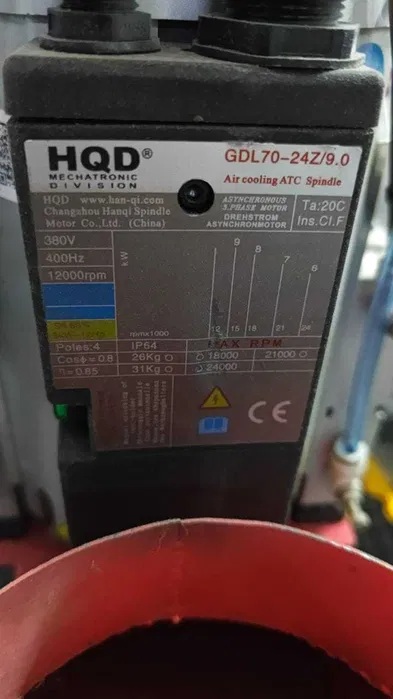 HQD®
MECHATRONIC
DIVISION
GDL70-24Z/9.0
Air cooling ATC Spindle
HQD www.han-qi.com
Changzhou Hanqi Spindle
Motor Co.,Ltd. (China)
ASYNCHRONOUS
3.PHASE MOTOR
DREHSTROM
ASYNCHRONMOTOR
Ta:20C
Ins.Cl.F
380V
400Hz
12000rpm
kW
9
8
7
6
rpmx1000
12 15 18 21 24
Poles:4 IP64 MAX RPM
Cosϕ=0.8 26Kg 18000 21000
η=0.85 31Kg 24000
CE